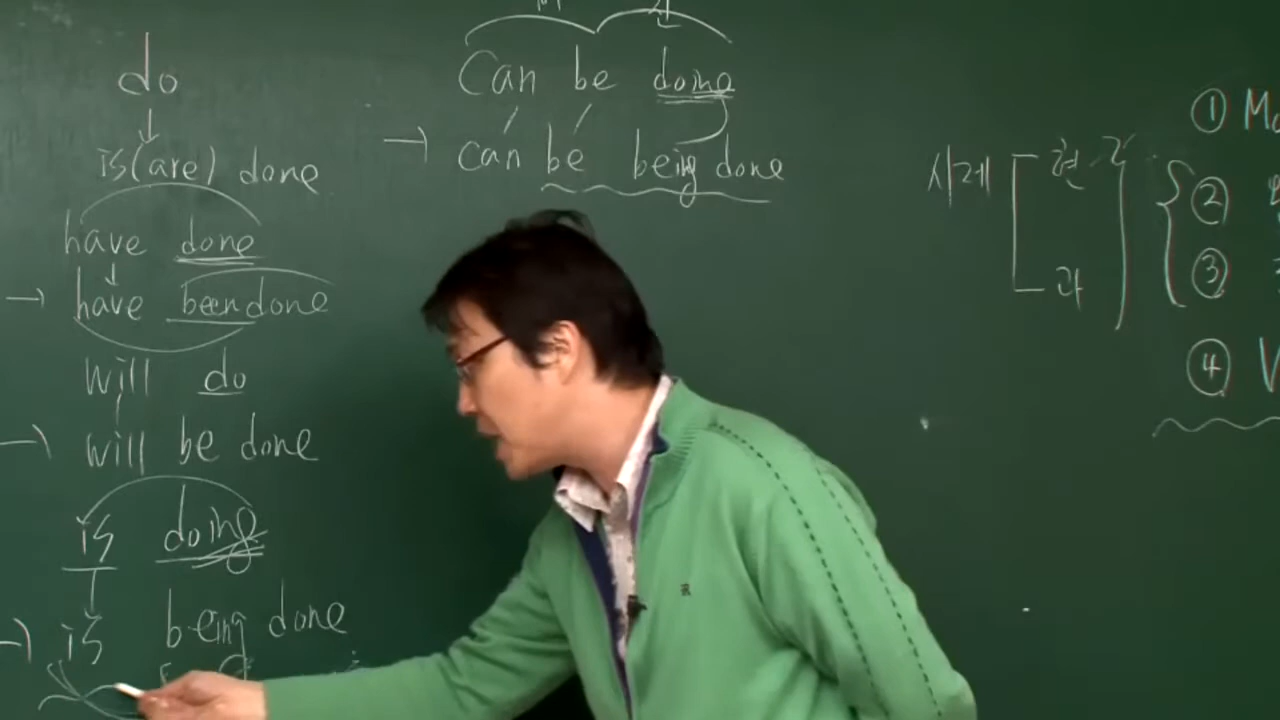 do
is(are) done
have done
→ have been done
will do
→ will be done
is doing
→ is being done
Can be doing
→ can be being done
시제
현
과
①
②
③
④